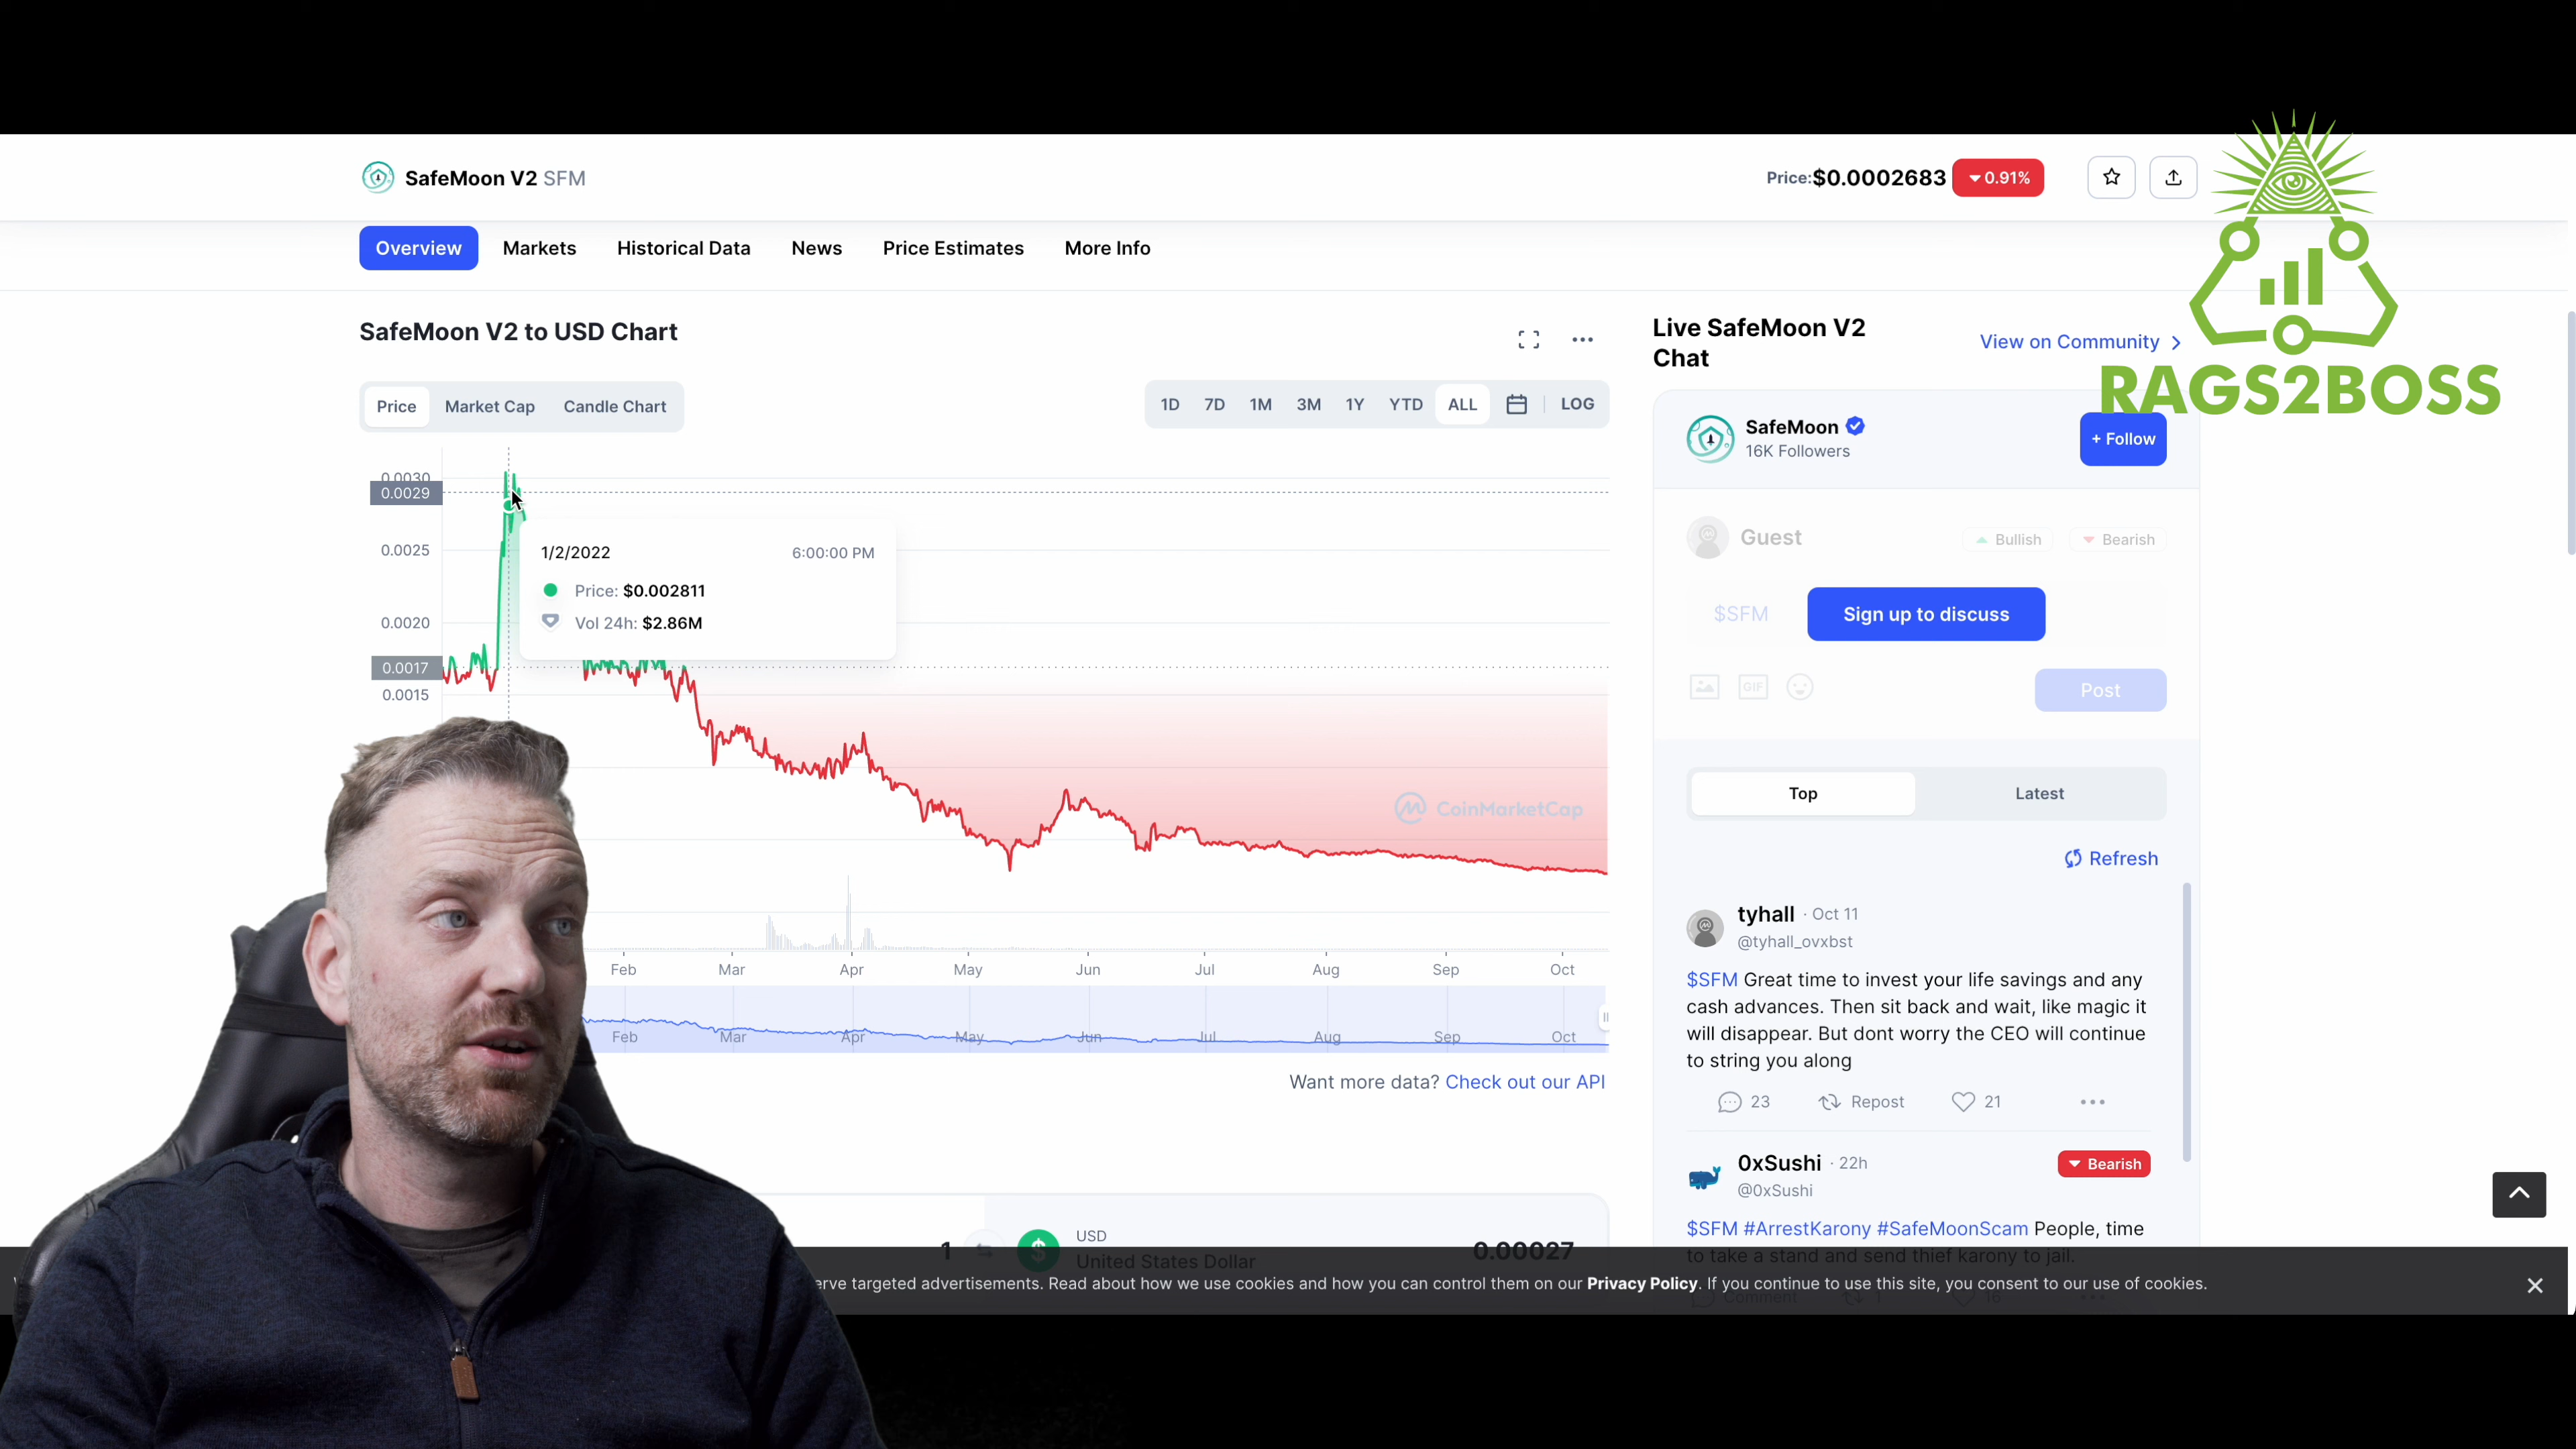 SafeMoon V2 SFM
Price:$0.0002683 0.91%
Overview Markets Historical Data News Price Estimates More Info
RAGS2BOSS
SafeMoon V2 to USD Chart
Price Market Cap Candle Chart
1D 7D 1M 3M 1Y YTD ALL LOG
0.0030
0.0029
0.0025
0.0020
0.0017
0.0015
1/2/2022 6:00:00 PM
Price: $0.002811
Vol 24h: $2.86M
CoinMarketCap
Feb Mar Apr May Jun Jul Aug Sep Oct
Feb Mar Apr May Jun Jul Aug Sep Oct
Want more data? Check out our API
1 USD
United States Dollar 0.00027
Live SafeMoon V2
Chat
View on Community
SafeMoon
16K Followers
+ Follow
Guest Bullish Bearish
$SFM Sign up to discuss
GIF
Post
Top Latest
Refresh
tyhall · Oct 11
@tyhall_ovxbst
$SFM Great time to invest your life savings and any
cash advances. Then sit back and wait, like magic it
will disappear. But dont worry the CEO will continue
to string you along
23 Repost 21
0xSushi · 22h Bearish
@0xSushi
$SFM #ArrestKarony #SafeMoonScam People, time
to take a stand and send thief karony to jail.
erve targeted advertisements. Read about how we use cookies and how you can control them on our Privacy Policy. If you continue to use this site, you consent to our use of cookies.